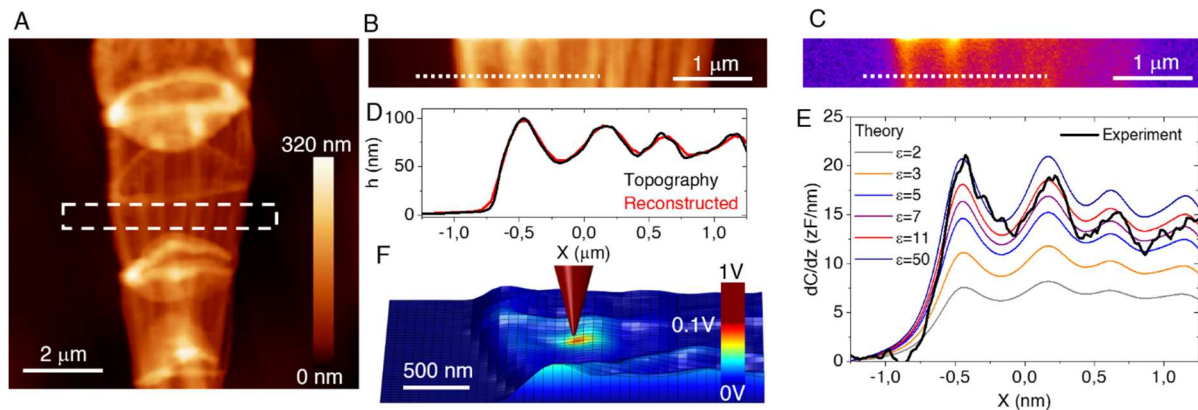 A
320 nm
0 nm
2 μm
B
1 μm
C
1 μm
D
100
50
0
h (nm)
Topography
Reconstructed
-1,0 -0,5 0,0 0,5 1,0
X (μm)
E
Theory
Experiment
ε=2
ε=3
ε=5
ε=7
ε=11
ε=50
25
20
15
10
5
0
dC/dz (zF/nm)
-1,0 -0,5 0,0 0,5 1,0
X (nm)
F
1V
0.1V
0V
500 nm